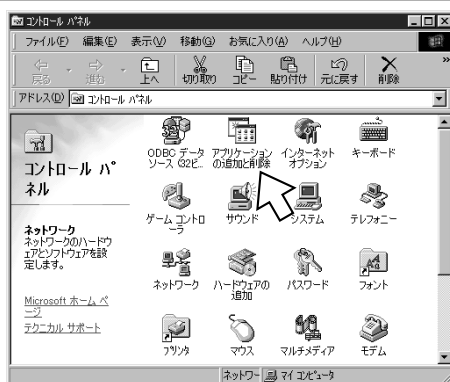 コントロール パネル
ファイル(F) 編集(E) 表示(V) 移動(G) お気に入り(A) ヘルプ(H)
戻る 進む 上へ 切り取り コピー 貼り付け 元に戻す 削除 »
アドレス(D) コントロール パネル
コントロール パ
ネル
ネットワーク
ネットワークのハードウ
ェアとソフトウェアを設
定します。
Microsoft ホーム ペ
ージ
テクニカル サポート
ODBC データ
ソース (32ビ...
アプリケーション
の追加と削除
インターネット
オプション
キーボード
ゲーム コントロ
ーラ
サウンド
システム
テレフォニー
ネットワーク
ハードウェアの
追加
パスワード
フォント
プリンタ
マウス
マルチメディア
モデム
ネットワー マイ コンピュータ